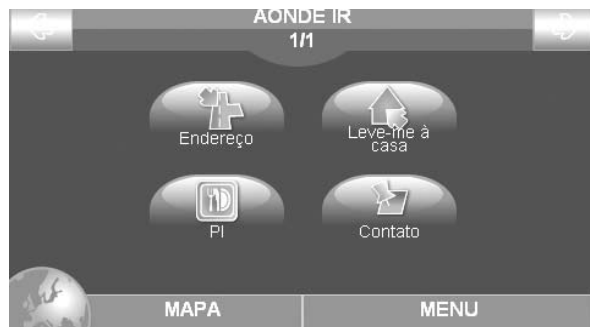 AONDE IR
1/1
Endereço
Leve-me à
casa
PI
Contato
MAPA
MENU